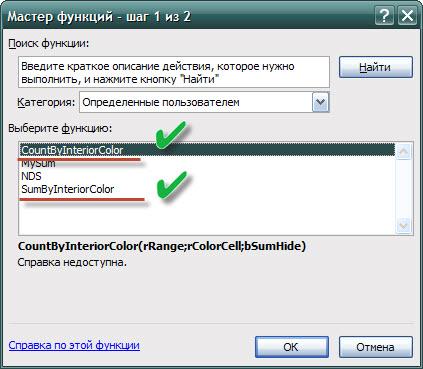 Мастер функций - шаг 1 из 2
Поиск функции:
Введите краткое описание действия, которое нужно
выполнить, и нажмите кнопку "Найти"
Найти
Категория: Определенные пользователем
Выберите функцию:
CountByInteriorColor
MySum
NDS
SumByInteriorColor
CountByInteriorColor(rRange;rColorCell;bSumHide)
Справка недоступна.
Справка по этой функции
ОК
Отмена